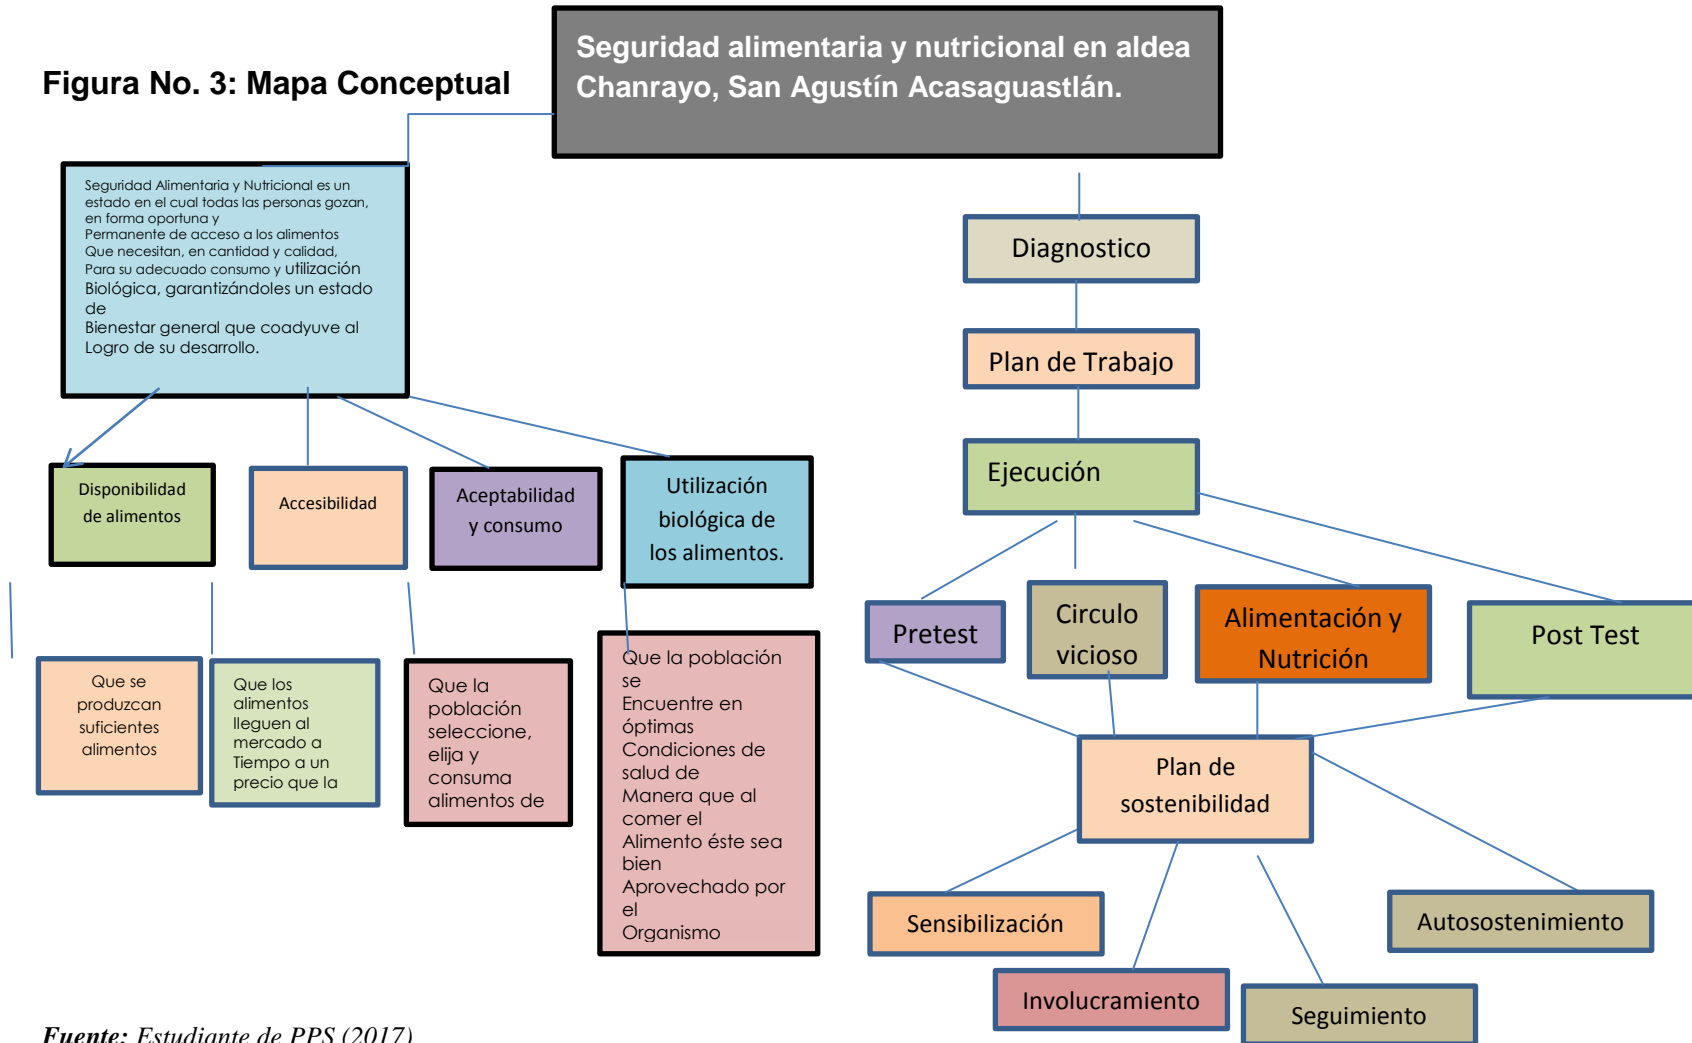 Figura No. 3: Mapa Conceptual
Seguridad alimentaria y nutricional en aldea
Chanrayo, San Agustín Acasaguastlán.
Seguridad Alimentaria y Nutricional es un
estado en el cual todas las personas gozan,
en forma oportuna y
Permanente de acceso a los alimentos
Que necesitan, en cantidad y calidad,
Para su adecuado consumo y utilización
Biológica, garantizándoles un estado
de
Bienestar general que coadyuve al
Logro de su desarrollo.
Disponibilidad
de alimentos
Accesibilidad
Aceptabilidad
y consumo
Utilización
biológica de
los alimentos.
Que se
produzcan
suficientes
alimentos
Que los
alimentos
lleguen al
mercado a
Tiempo a un
precio que la
Que la
población
seleccione,
elija y
consuma
alimentos de
Que la población
se
Encuentre en
óptimas
Condiciones de
salud de
Manera que al
comer el
Alimento éste sea
bien
Aprovechado por
el
Organismo
Diagnostico
Plan de Trabajo
Ejecución
Pretest
Circulo
vicioso
Alimentación y
Nutrición
Post Test
Plan de
sostenibilidad
Sensibilización
Involucramiento
Seguimiento
Autosostenimiento
Fuente: Estudiante de PPS (2017)